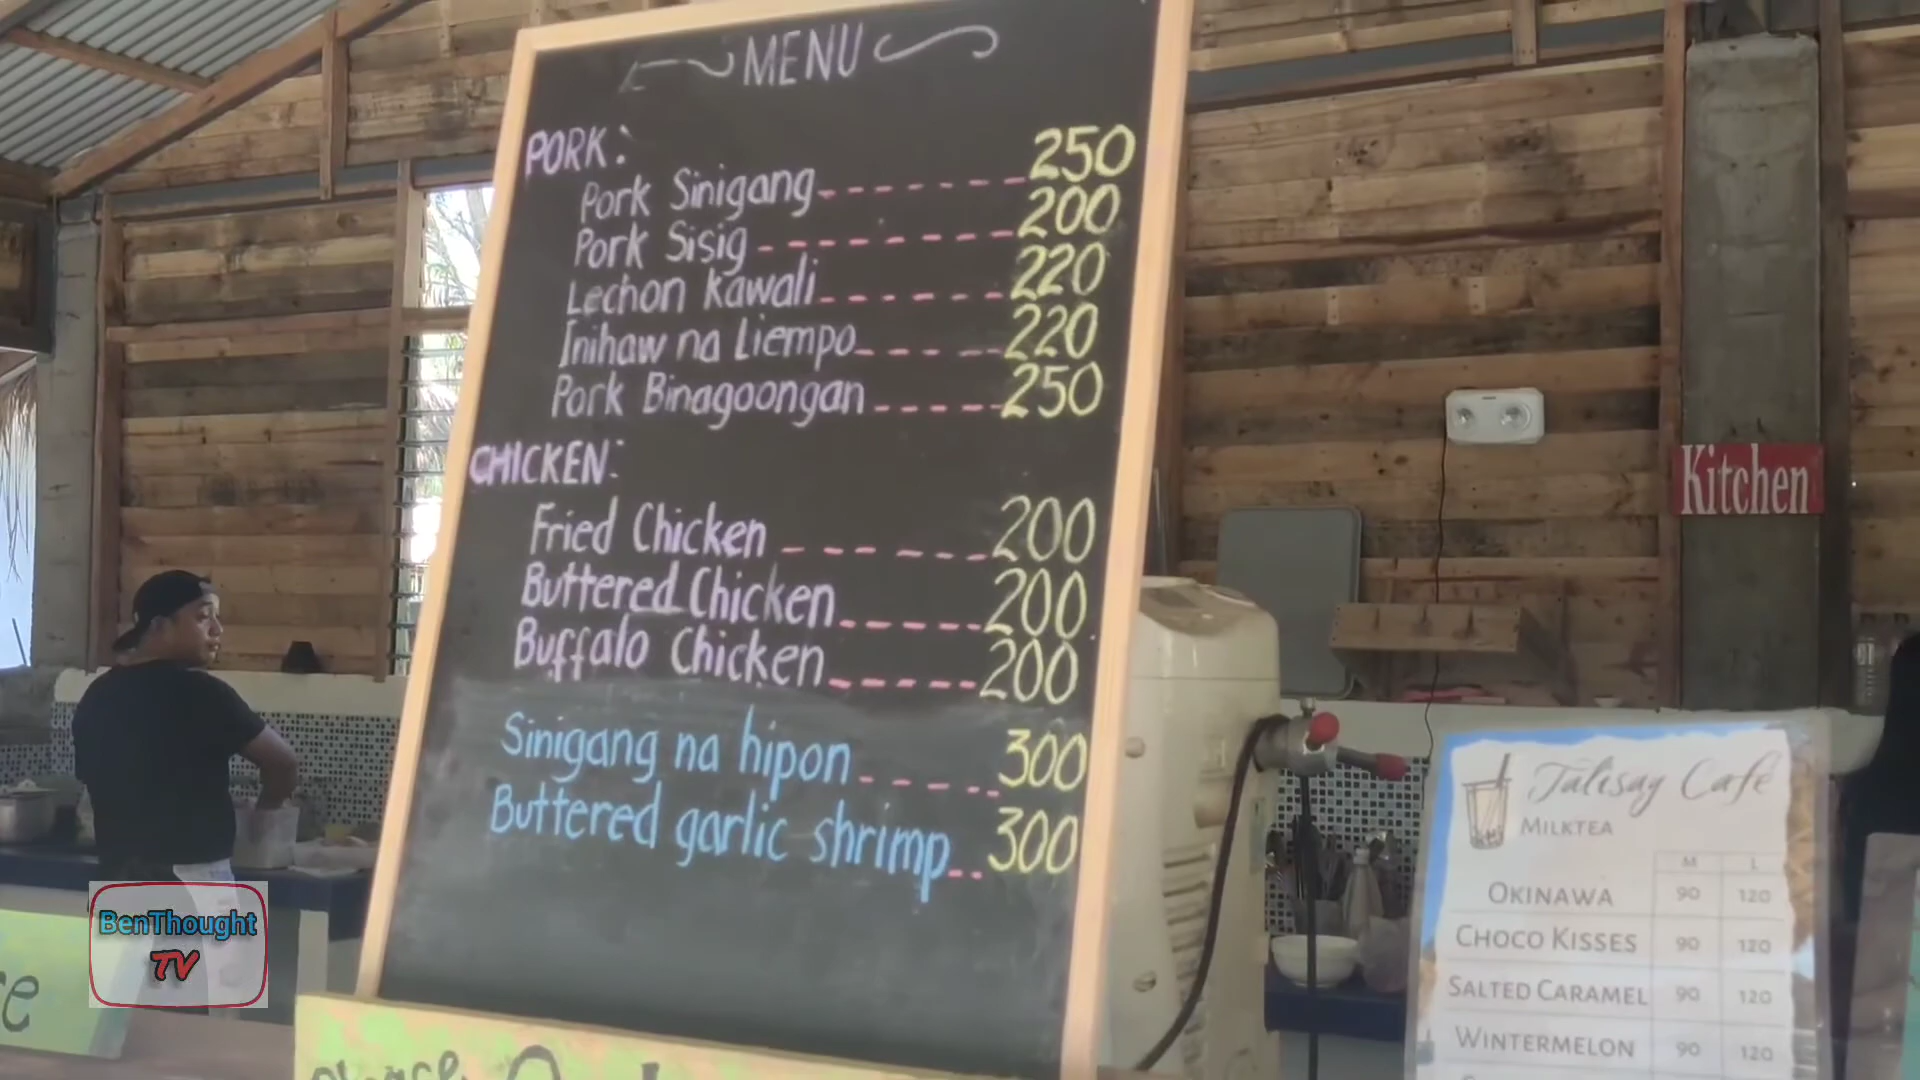 MENU
PORK:
Pork Sinigang 250
Pork Sisig 200
Lechon Kawali 220
Inihaw na Liempo 220
Pork Binagoongan 250
CHICKEN:
Fried Chicken 200
Buttered Chicken 200
Buffalo Chicken 200
Sinigang na hipon 300
Buttered garlic shrimp 300
Kitchen
Talisay Café
MILKTEA
M L
OKINAWA 90 120
CHOCO KISSES 90 120
SALTED CARAMEL 90 120
WINTERMELON 90 120
BenThought
TV